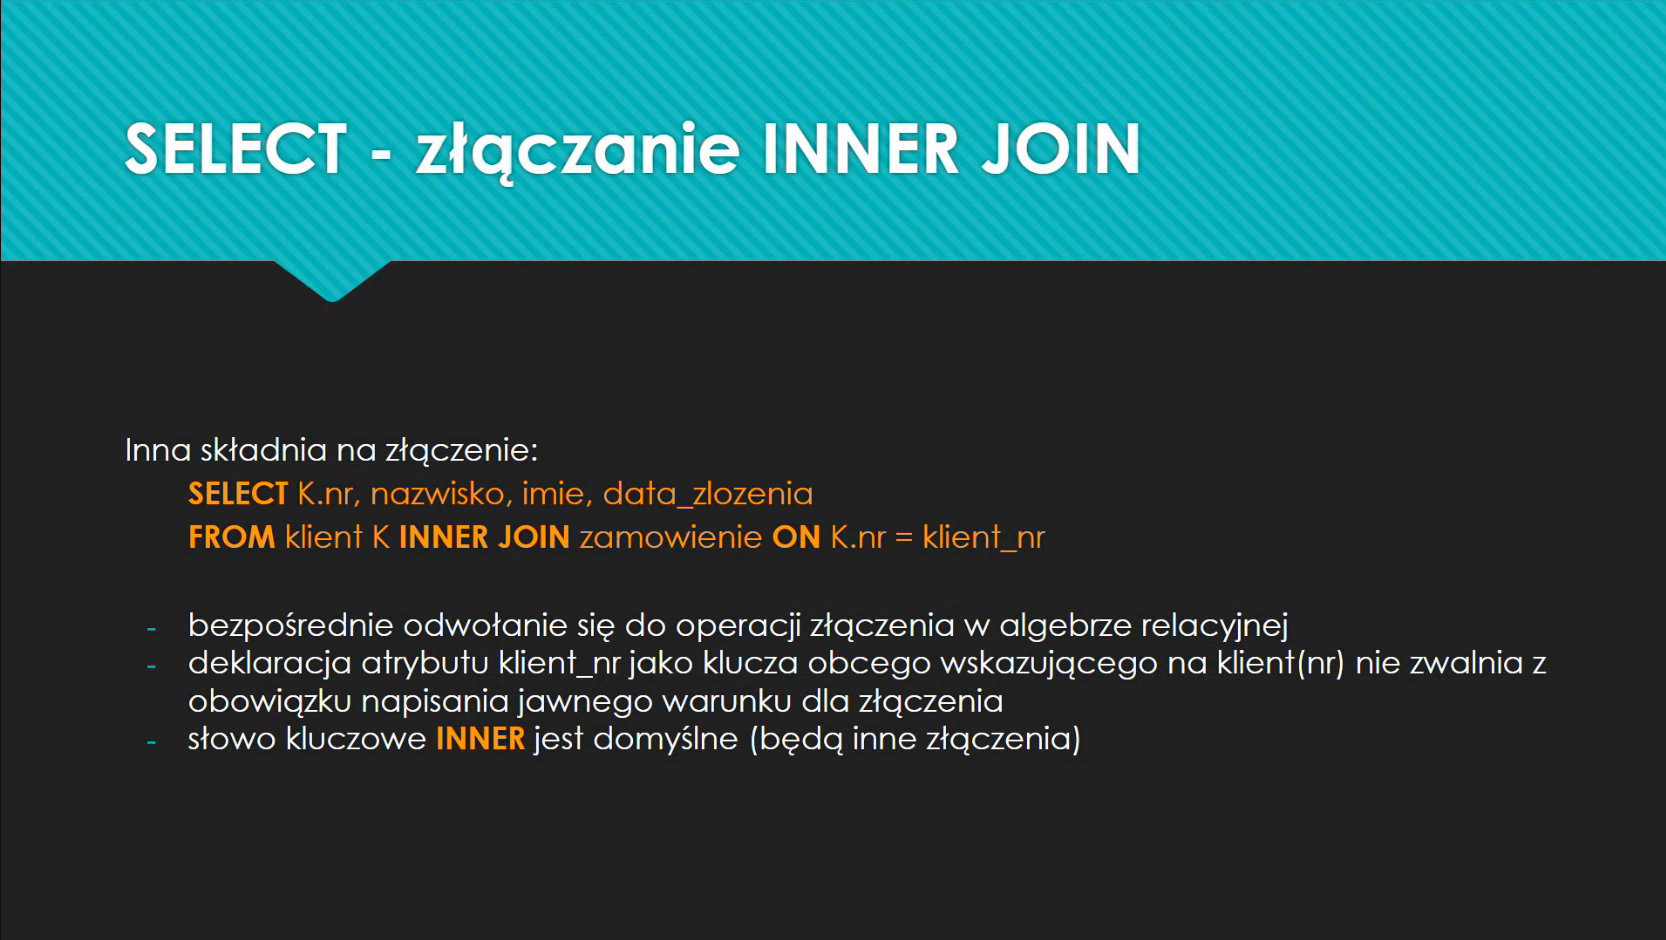 SELECT - złączanie INNER JOIN
Inna składnia na złączenie:
SELECT K.nr, nazwisko, imie, data_zlozenia
FROM klient K INNER JOIN zamowienie ON K.nr = klient_nr
- bezpośrednie odwołanie się do operacji złączenia w algebrze relacyjnej
- deklaracja atrybutu klient_nr jako klucza obcego wskazującego na klient(nr) nie zwalnia z
obowiązku napisania jawnego warunku dla złączenia
- słowo kluczowe INNER jest domyślne (będą inne złączenia)